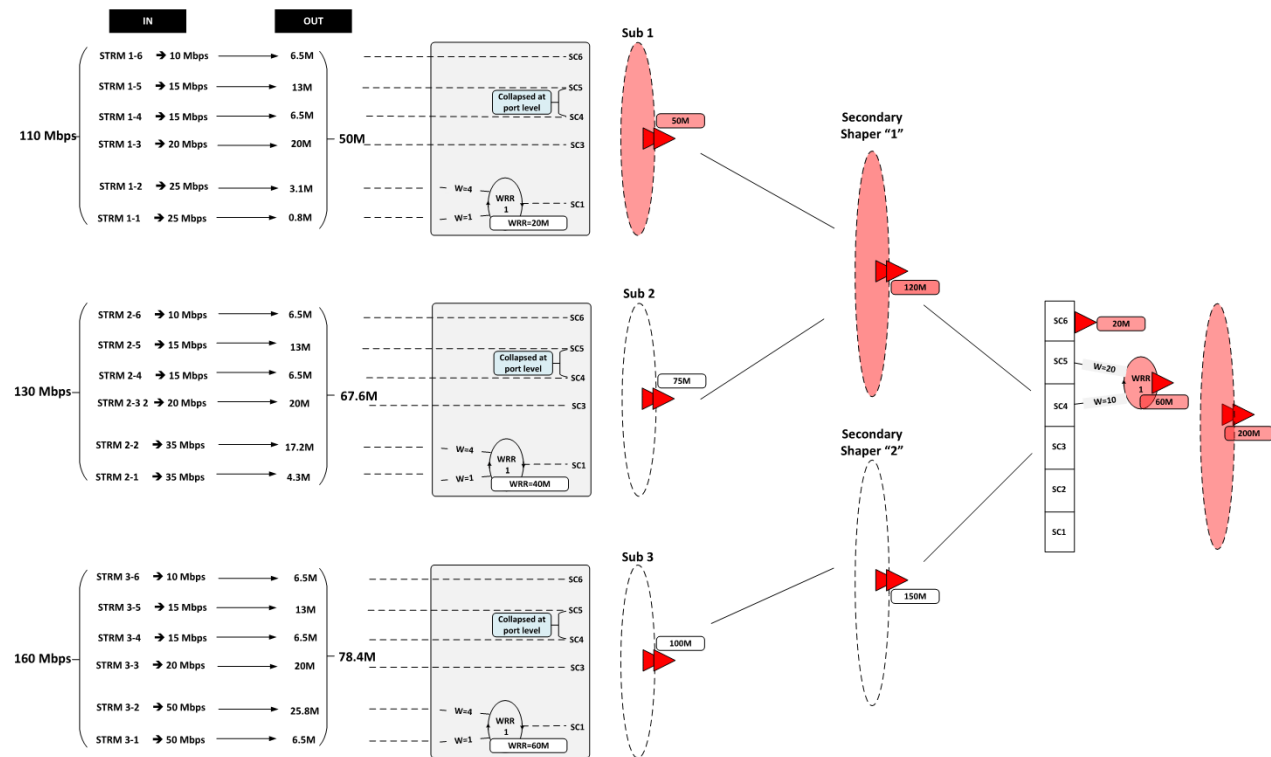 IN
OUT
110 Mbps
STRM 1-6 ➔ 10 Mbps 6.5M
STRM 1-5 ➔ 15 Mbps 13M
STRM 1-4 ➔ 15 Mbps 6.5M
STRM 1-3 ➔ 20 Mbps 20M
STRM 1-2 ➔ 25 Mbps 3.1M
STRM 1-1 ➔ 25 Mbps 0.8M
50M
SC6
SC5
Collapsed at
port level
SC4
SC3
W=4
WRR
1
SC1
W=1
WRR=20M
Sub 1
50M
130 Mbps
STRM 2-6 ➔ 10 Mbps 6.5M
STRM 2-5 ➔ 15 Mbps 13M
STRM 2-4 ➔ 15 Mbps 6.5M
STRM 2-3 2 ➔ 20 Mbps 20M
STRM 2-2 ➔ 35 Mbps 17.2M
STRM 2-1 ➔ 35 Mbps 4.3M
67.6M
SC6
SC5
Collapsed at
port level
SC4
SC3
W=4
WRR
1
SC1
W=1
WRR=40M
Sub 2
75M
160 Mbps
STRM 3-6 ➔ 10 Mbps 6.5M
STRM 3-5 ➔ 15 Mbps 13M
STRM 3-4 ➔ 15 Mbps 6.5M
STRM 3-3 ➔ 20 Mbps 20M
STRM 3-2 ➔ 50 Mbps 25.8M
STRM 3-1 ➔ 50 Mbps 6.5M
78.4M
SC6
SC5
Collapsed at
port level
SC4
SC3
W=4
WRR
1
SC1
W=1
WRR=60M
Sub 3
100M
Secondary
Shaper “1”
120M
Secondary
Shaper “2”
150M
SC6
20M
SC5
W=20
WRR
1
SC4
W=10
60M
SC3
SC2
SC1
200M